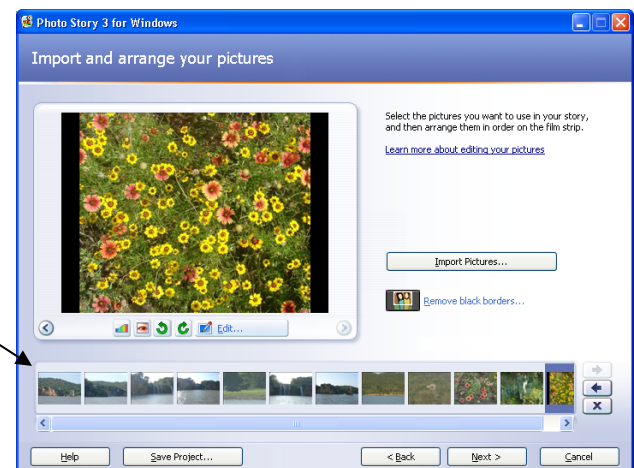 Photo Story 3 for Windows
Import and arrange your pictures
Select the pictures you want to use in your story,
and then arrange them in order on the film strip.
Learn more about editing your pictures
Import Pictures...
Remove black borders...
Edit...
Help
Save Project...
< Back
Next >
Cancel